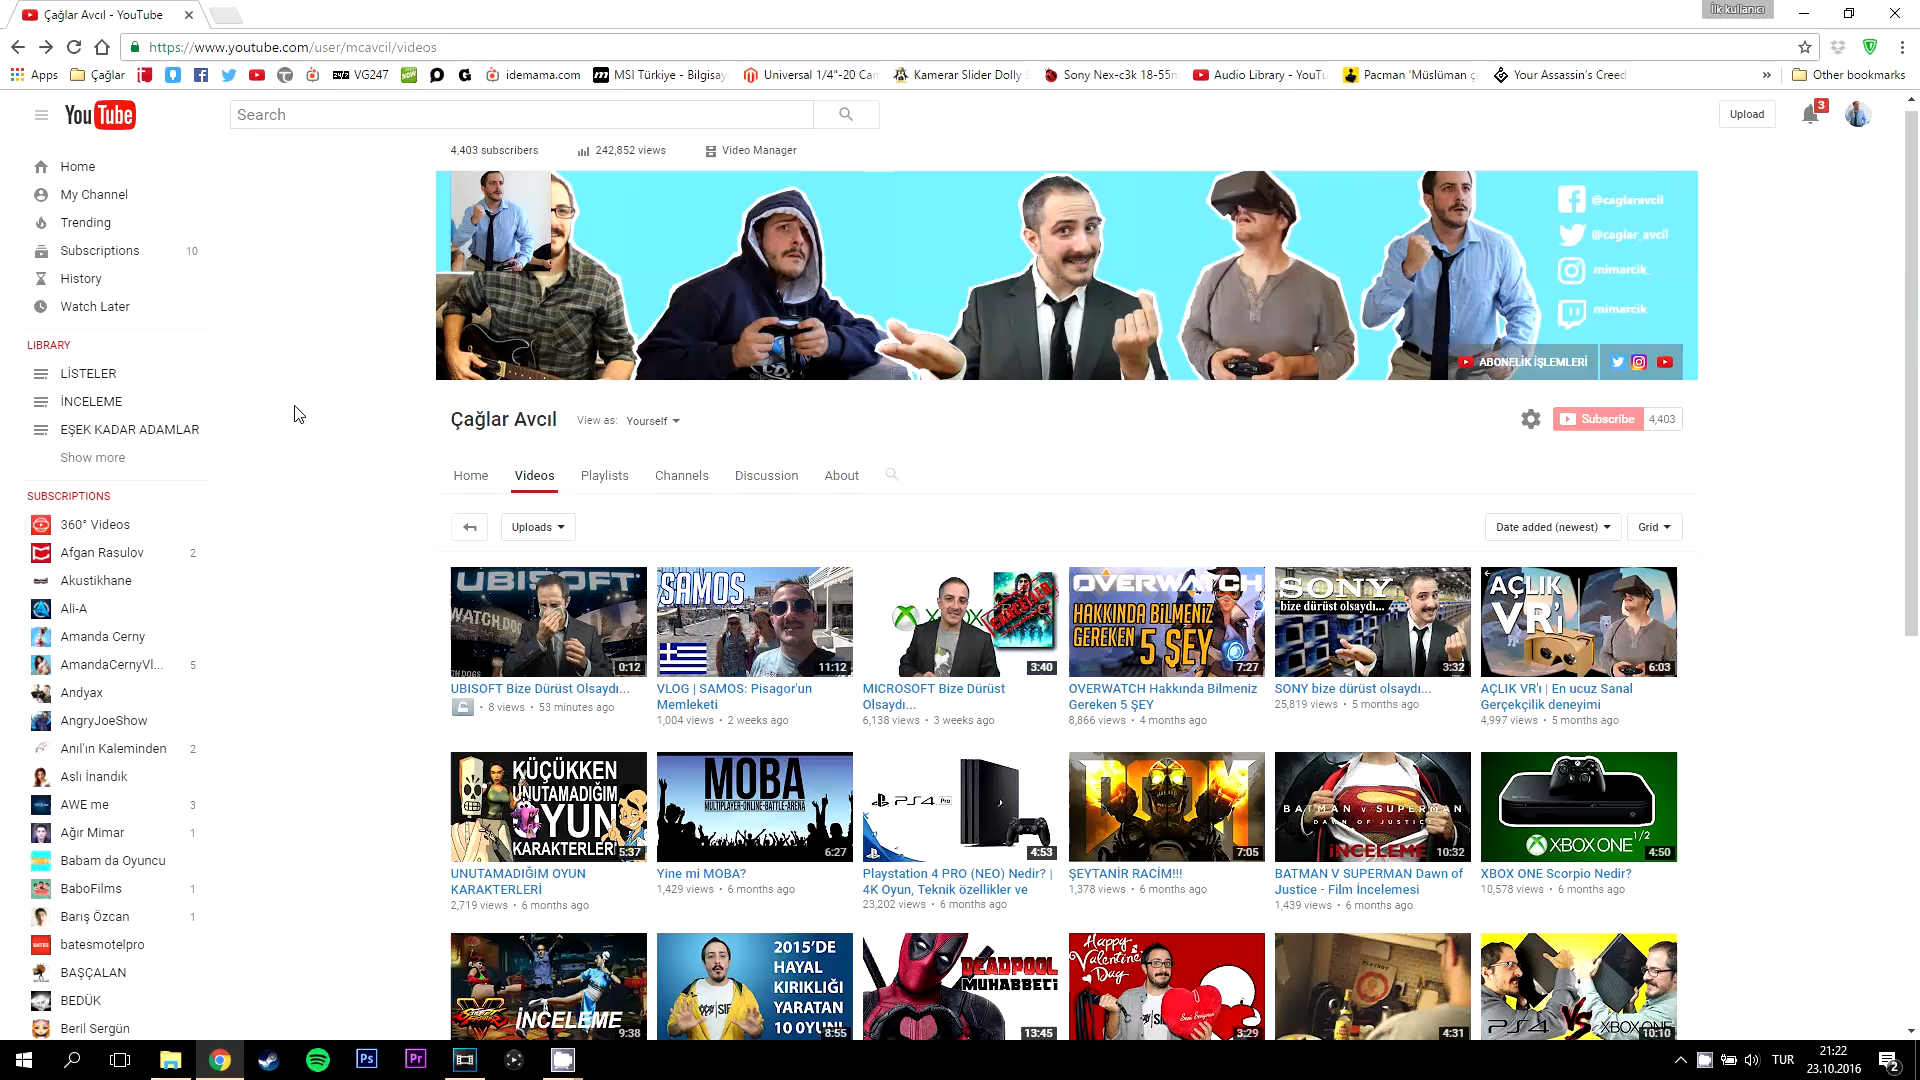 Çağlar Avcıl - YouTube
İlk kullanıcı
https://www.youtube.com/user/mcavcil/videos
Apps
Çağlar
VG247
idemama.com
MSI Türkiye - Bilgisay
Universal 1/4"-20 Can
Kamerar Slider Dolly
Sony Nex-c3k 18-55m
Audio Library - YouTu
Pacman 'Müslüman ç
Your Assassin's Creed
Other bookmarks
YouTube
Search
Upload
3
4,403 subscribers
242,852 views
Video Manager
Home
My Channel
Trending
Subscriptions 10
History
Watch Later
LIBRARY
LİSTELER
İNCELEME
EŞEK KADAR ADAMLAR
Show more
SUBSCRIPTIONS
360° Videos
Afgan Rasulov 2
Akustikhane
Ali-A
Amanda Cerny
AmandaCernyVl... 5
Andyax
AngryJoeShow
Anıl'ın Kaleminden 2
Aslı İnandık
AWE me 3
Ağır Mimar 1
Babam da Oyuncu
BaboFilms 1
Barış Özcan 1
batesmotelpro
BAŞÇALAN
BEDÜK
Beril Sergün
@caglaravcil
@caglar_avcil
mimarcik_
mimarcik
ABONELİK İŞLEMLERİ
Çağlar Avcıl
View as: Yourself
Subscribe 4,403
Home
Videos
Playlists
Channels
Discussion
About
Uploads
Date added (newest)
Grid
UBISOFT
WATCH DOGS
0:12
UBISOFT Bize Dürüst Olsaydı...
• 8 views • 53 minutes ago
SAMOS
11:12
VLOG | SAMOS: Pisagor'un
Memleketi
1,004 views • 2 weeks ago
CANCELED
3:40
MICROSOFT Bize Dürüst
Olsaydı...
6,138 views • 3 weeks ago
OVERWATCH
HAKKINDA BİLMENİZ
GEREKEN 5 ŞEY
7:27
OVERWATCH Hakkında Bilmeniz
Gereken 5 ŞEY
8,866 views • 4 months ago
SONY
bize dürüst olsaydı...
3:32
SONY bize dürüst olsaydı...
25,819 views • 5 months ago
AÇLIK
VR'i
6:03
AÇLIK VR'ı | En ucuz Sanal
Gerçekçilik deneyimi
4,997 views • 5 months ago
KÜÇÜKKEN
UNUTAMADIĞIM
OYUN
KARAKTERLERİ
5:37
UNUTAMADIĞIM OYUN
KARAKTERLERİ
2,719 views • 6 months ago
MOBA
MULTIPLAYER-ONLINE-BATTLE-ARENA
6:27
Yine mi MOBA?
1,429 views • 6 months ago
PS4 Pro
4:53
Playstation 4 PRO (NEO) Nedir? |
4K Oyun, Teknik özellikler ve
23,202 views • 6 months ago
7:05
ŞEYTANİR RACİM!!!
1,378 views • 6 months ago
BATMAN V SUPERMAN
DAWN OF JUSTICE
İNCELEME
10:32
BATMAN V SUPERMAN Dawn of
Justice - Film İncelemesi
1,439 views • 6 months ago
XBOX ONE 1/2
4:50
XBOX ONE Scorpio Nedir?
10,578 views • 6 months ago
İNCELEME
9:38
2015'DE
HAYAL
KIRIKLIĞI
YARATAN
10 OYUN!
8:55
DEADPOOL
MUHABBECİ
13:45
Happy
Valentine
Day
3:29
PLAYBOY
4:31
PS4 VS XBOXONE
10:10
Ps
Pr
TUR
21:22
23.10.2016
2